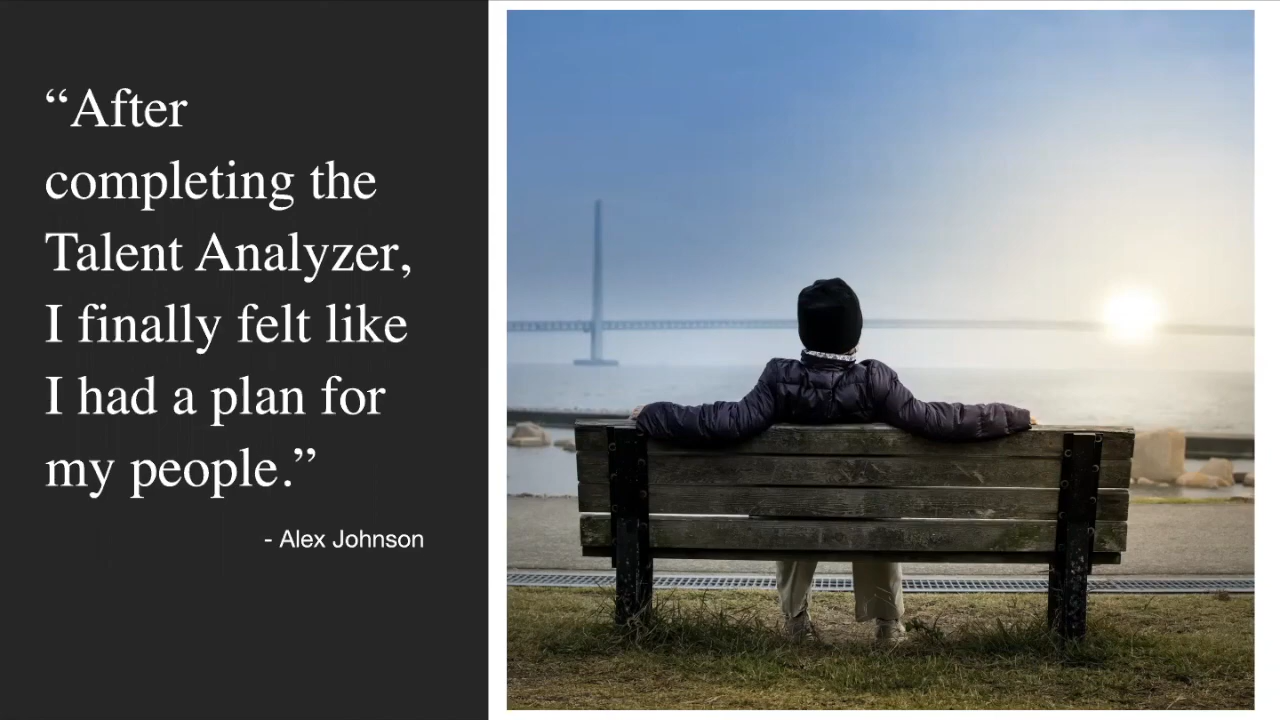 “After
completing the
Talent Analyzer,
I finally felt like
I had a plan for
my people.”
- Alex Johnson